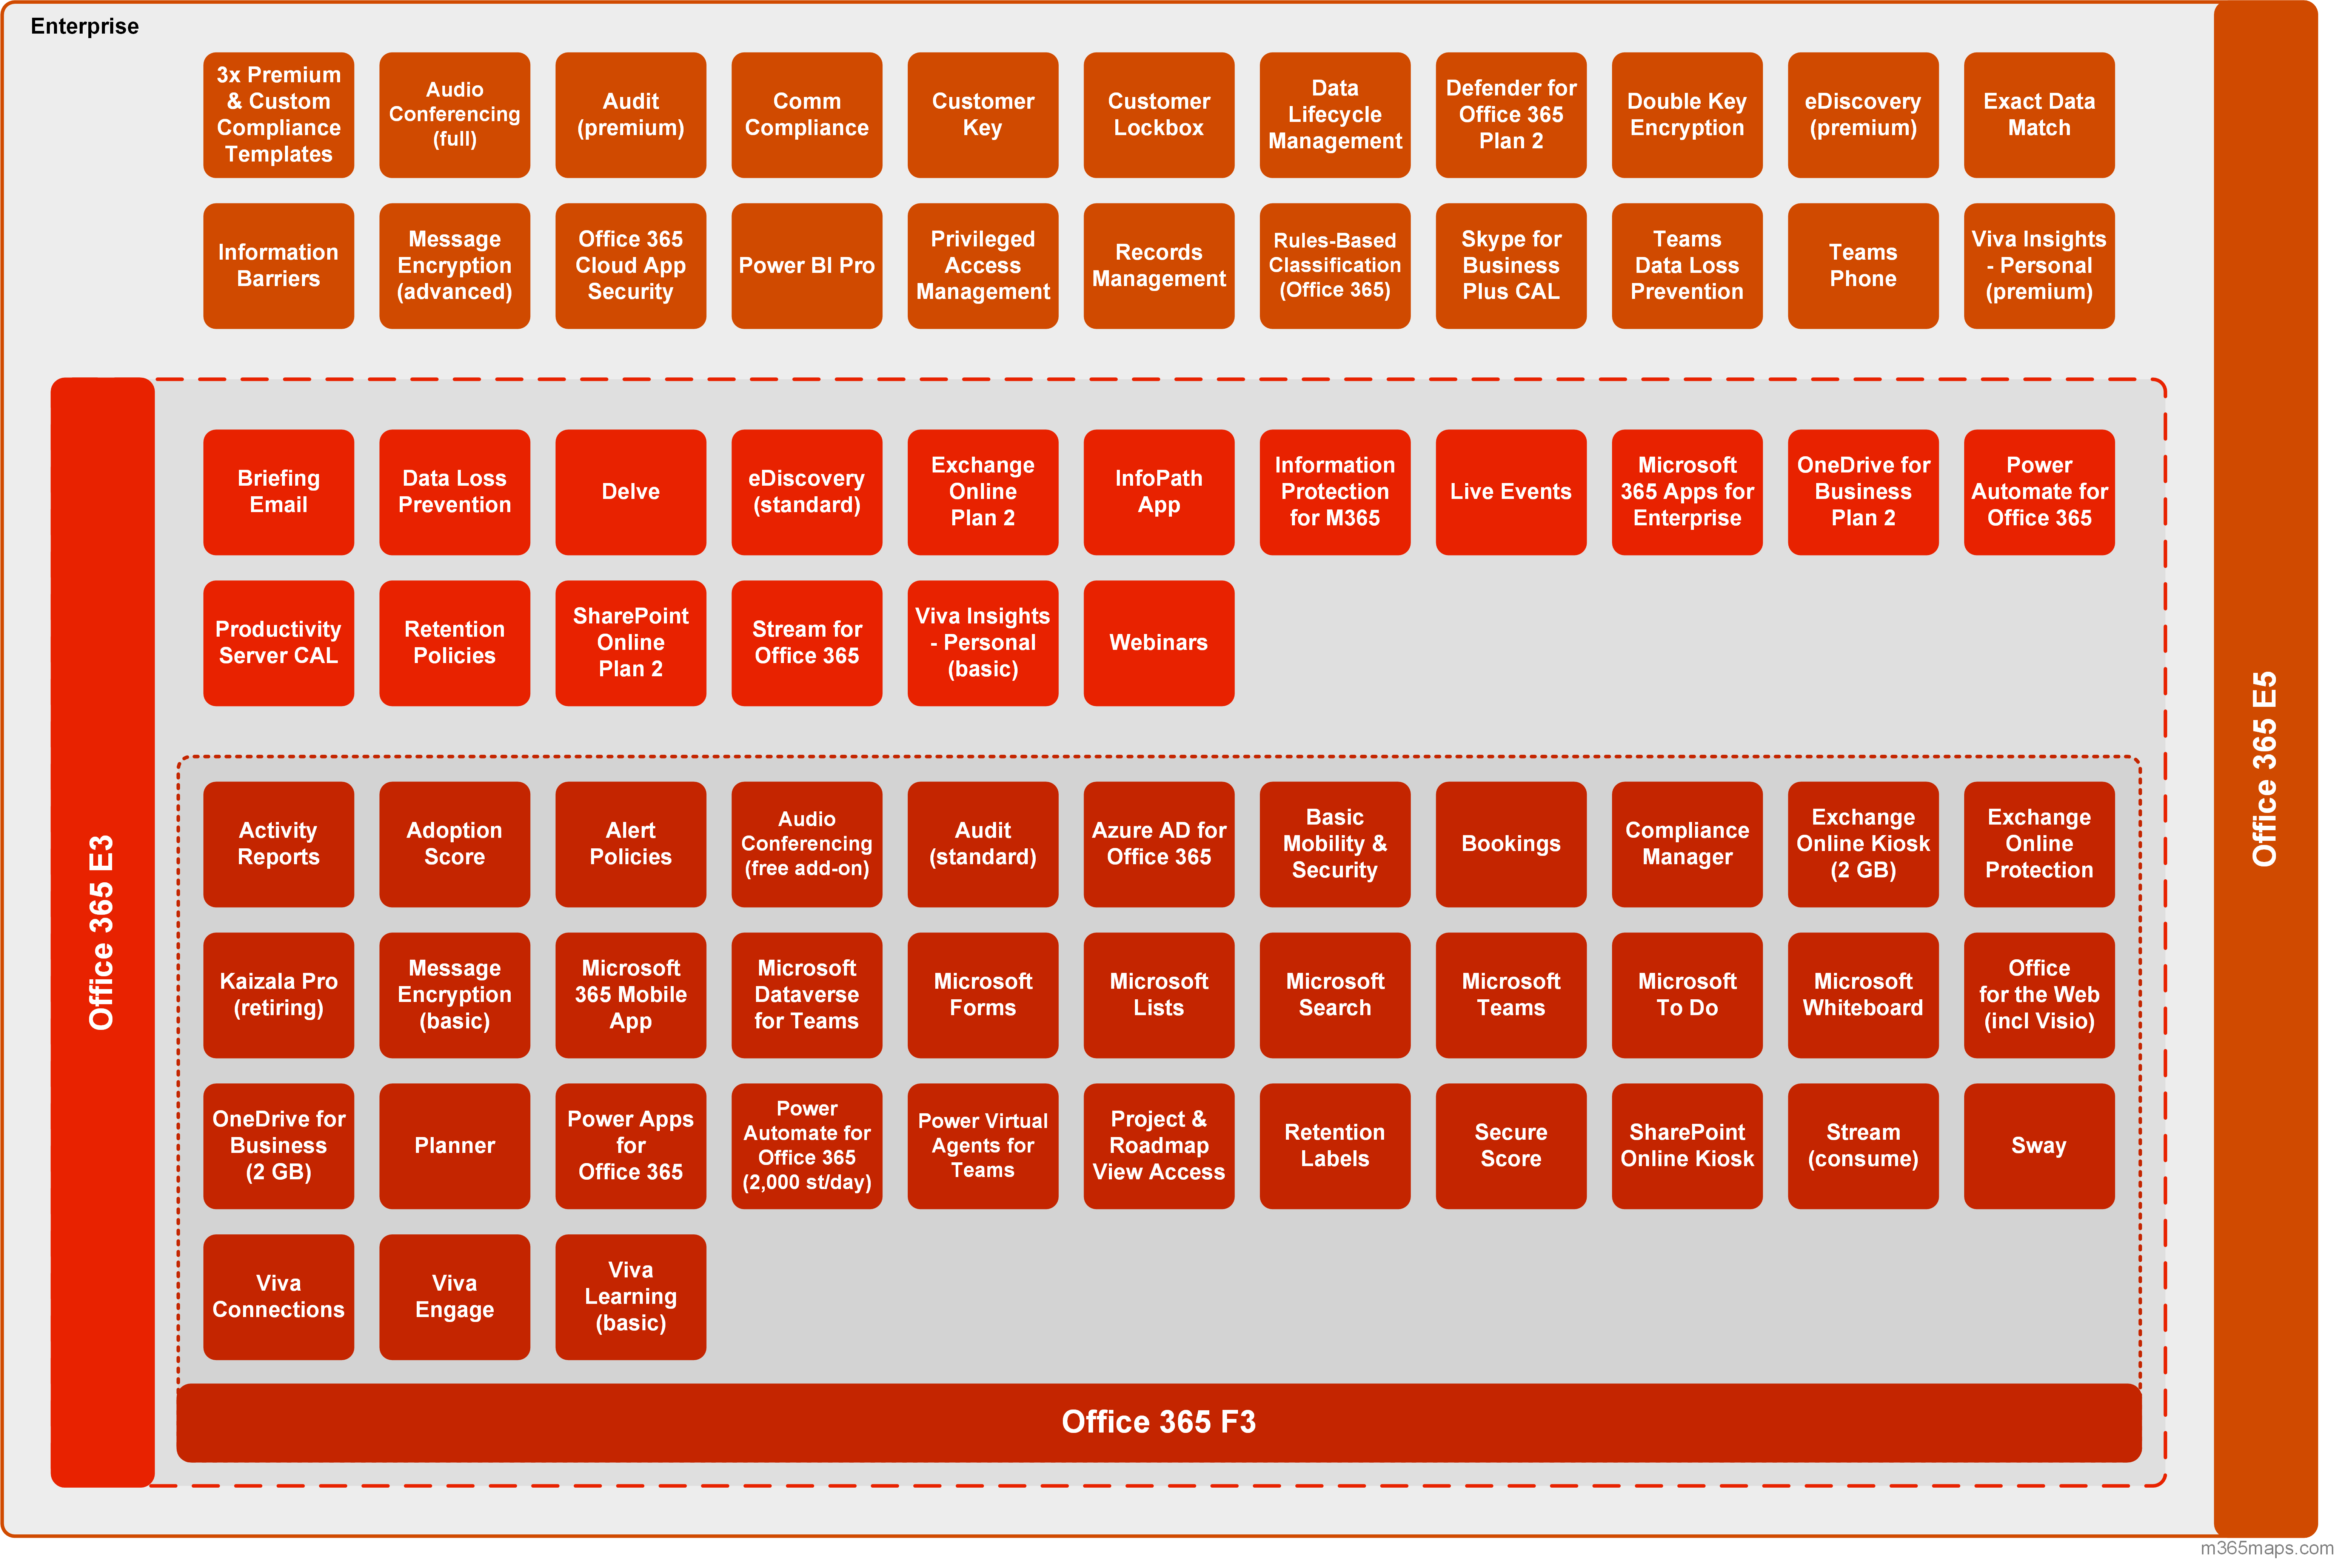 Enterprise
3x Premium
& Custom
Compliance
Templates
Audio
Conferencing
(full)
Audit
(premium)
Comm
Compliance
Customer
Key
Customer
Lockbox
Data
Lifecycle
Management
Defender for
Office 365
Plan 2
Double Key
Encryption
eDiscovery
(premium)
Exact Data
Match
Information
Barriers
Message
Encryption
(advanced)
Office 365
Cloud App
Security
Power BI Pro
Privileged
Access
Management
Records
Management
Rules-Based
Classification
(Office 365)
Skype for
Business
Plus CAL
Teams
Data Loss
Prevention
Teams
Phone
Viva Insights
- Personal
(premium)
Office 365 E5
Office 365 E3
Briefing
Email
Data Loss
Prevention
Delve
eDiscovery
(standard)
Exchange
Online
Plan 2
InfoPath
App
Information
Protection
for M365
Live Events
Microsoft
365 Apps for
Enterprise
OneDrive for
Business
Plan 2
Power
Automate for
Office 365
Productivity
Server CAL
Retention
Policies
SharePoint
Online
Plan 2
Stream for
Office 365
Viva Insights
- Personal
(basic)
Webinars
Activity
Reports
Adoption
Score
Alert
Policies
Audio
Conferencing
(free add-on)
Audit
(standard)
Azure AD for
Office 365
Basic
Mobility &
Security
Bookings
Compliance
Manager
Exchange
Online Kiosk
(2 GB)
Exchange
Online
Protection
Kaizala Pro
(retiring)
Message
Encryption
(basic)
Microsoft
365 Mobile
App
Microsoft
Dataverse
for Teams
Microsoft
Forms
Microsoft
Lists
Microsoft
Search
Microsoft
Teams
Microsoft
To Do
Microsoft
Whiteboard
Office
for the Web
(incl Visio)
OneDrive for
Business
(2 GB)
Planner
Power Apps
for
Office 365
Power
Automate for
Office 365
(2,000 st/day)
Power Virtual
Agents for
Teams
Project &
Roadmap
View Access
Retention
Labels
Secure
Score
SharePoint
Online Kiosk
Stream
(consume)
Sway
Viva
Connections
Viva
Engage
Viva
Learning
(basic)
Office 365 F3
m365maps.com